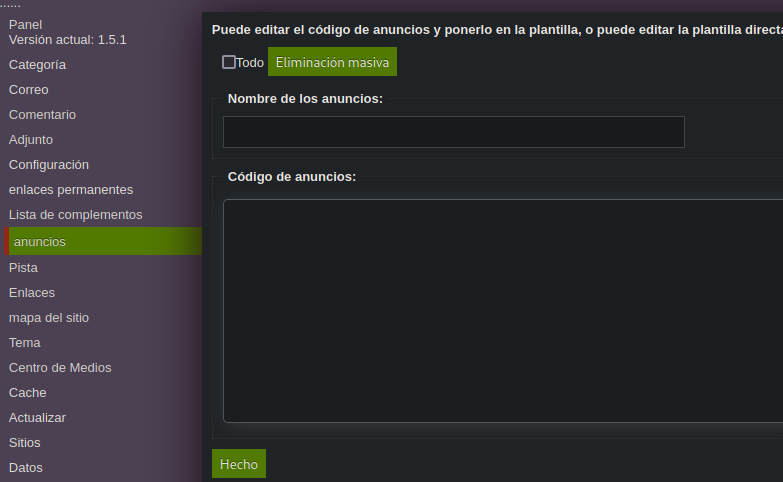 ......
Panel
Versión actual: 1.5.1
Categoría
Correo
Comentario
Adjunto
Configuración
enlaces permanentes
Lista de complementos
anuncios
Pista
Enlaces
mapa del sitio
Tema
Centro de Medios
Cache
Actualizar
Sitios
Datos
Puede editar el código de anuncios y ponerlo en la plantilla, o puede editar la plantilla directa
Todo Eliminación masiva
Nombre de los anuncios:
Código de anuncios:
Hecho